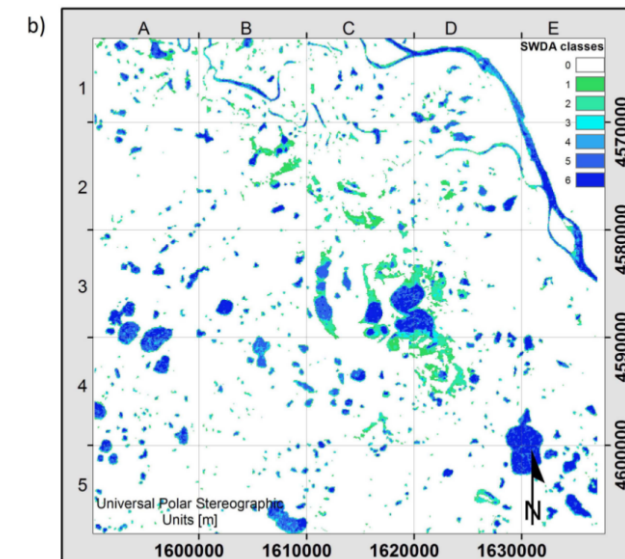 b)
A B C D E
SWDA classes
0
1
2
3
4
5
6
1
2
3
4
5
4570000
4580000
4590000
4600000
Universal Polar Stereographic
Units [m]
N
1600000 1610000 1620000 1630000